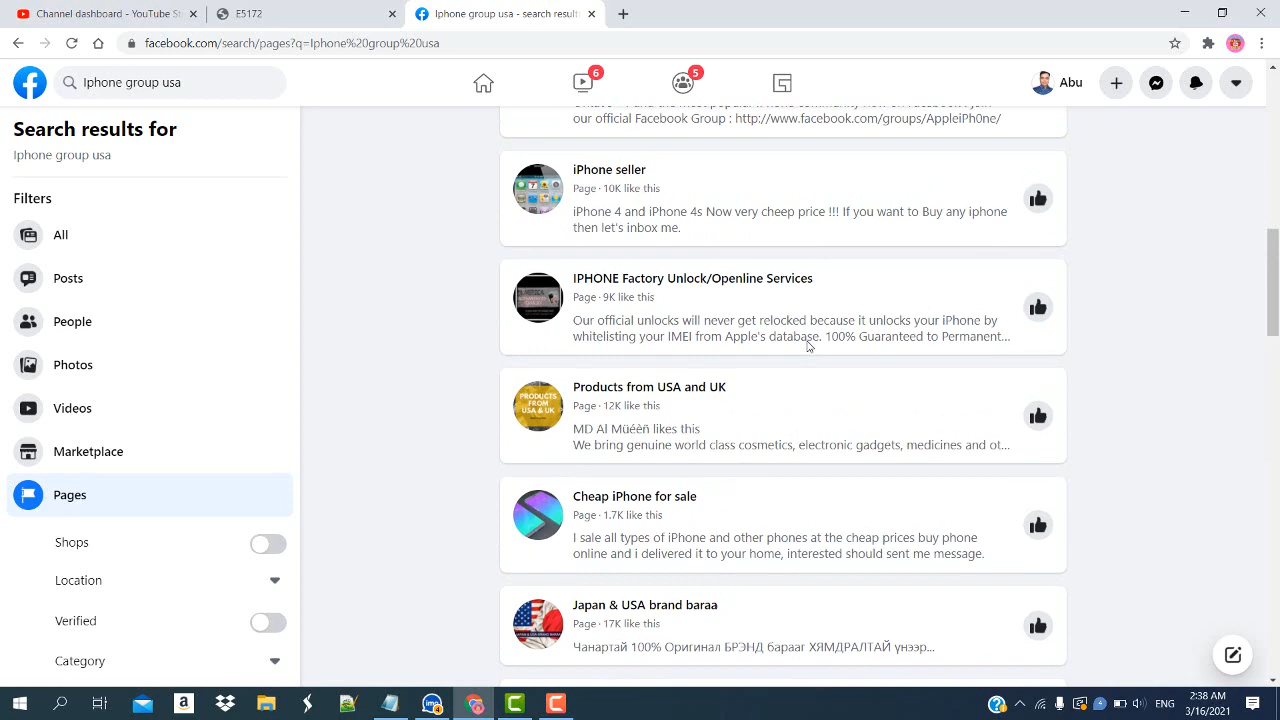 Channel dashboard - YouTube St
E5172
Iphone group usa - search result
facebook.com/search/pages?q=Iphone%20group%20usa
Iphone group usa
6
5
Abu
Search results for
Iphone group usa
Filters
All
Posts
People
Photos
Videos
Marketplace
Pages
Shops
Location
Verified
Category
our official Facebook Group : http://www.facebook.com/groups/AppleiPh0ne/
iPhone seller
Page · 10K like this
iPhone 4 and iPhone 4s Now very cheep price !!! If you want to Buy any iphone
then let's inbox me.
IPHONE Factory Unlock/Openline Services
Page · 9K like this
Our official unlocks will never get relocked because it unlocks your iPhone by
whitelisting your IMEI from Apple's database. 100% Guaranteed to Permanent...
PRODUCTS
FROM
USA & UK
Products from USA and UK
Page · 12K like this
MD Al Müéèñ likes this
We bring genuine world class cosmetics, electronic gadgets, medicines and ot...
Cheap iPhone for sale
Page · 1.7K like this
I sale all types of iPhone and other phones at the cheap prices buy phone
online and i delivered it to your home, interested should sent me message.
Japan & USA brand baraa
Page · 17K like this
Чанартай 100% Оригинал БРЭНД барааг ХЯМДРАЛТАЙ үнээр...
ENG
2:38 AM
3/16/2021